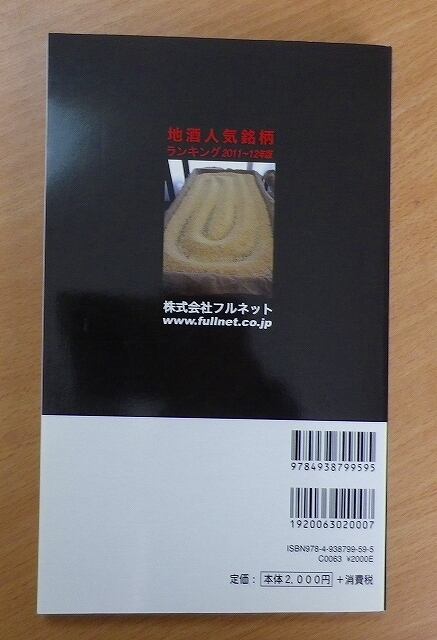 地酒人気銘柄
ランキング2011~12年版
株式会社フルネット
www.fullnet.co.jp
9784938799595
1920063020007
ISBN978-4-938799-59-5
C0063 ¥2000E
定価: 本体2,000円 +消費税